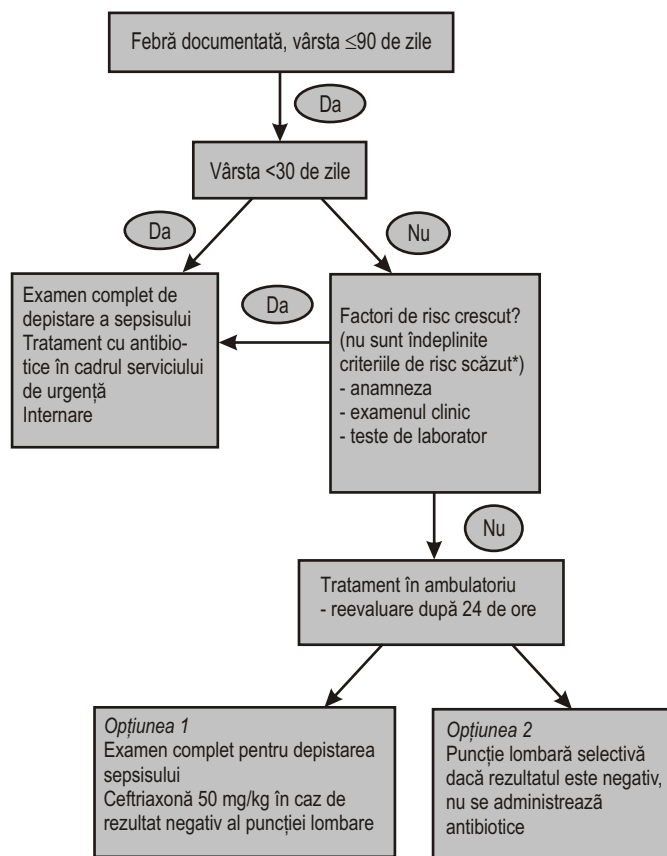 Febră documentată, vârsta ≤90 de zile
Da
Vârsta <30 de zile
Da
Nu
Examen complet de
depistare a sepsisului
Tratament cu antibio-
tice în cadrul serviciului
de urgență
Internare
Da
Factori de risc crescut?
(nu sunt îndeplinite
criteriile de risc scăzut*)
- anamneza
- examenul clinic
- teste de laborator
Nu
Tratament în ambulatoriu
- reevaluare după 24 de ore
Opțiunea 1
Examen complet pentru depistarea
sepsisului
Ceftriaxonă 50 mg/kg în caz de
rezultat negativ al puncției lombare
Opțiunea 2
Puncție lombară selectivă
dacă rezultatul este negativ,
nu se administrează
antibiotice